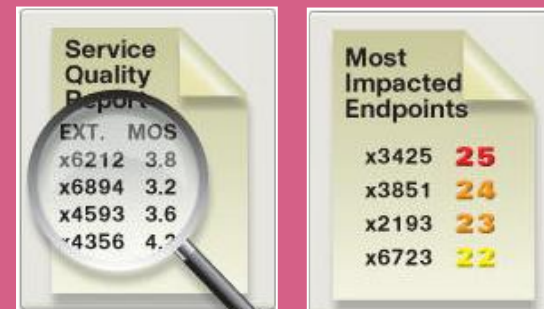 Service
Quality
Report
EXT. MOS
x6212 3.8
x6894 3.2
x4593 3.6
x4356
Most
Impacted
Endpoints
x3425 25
x3851 24
x2193 23
x6723 22